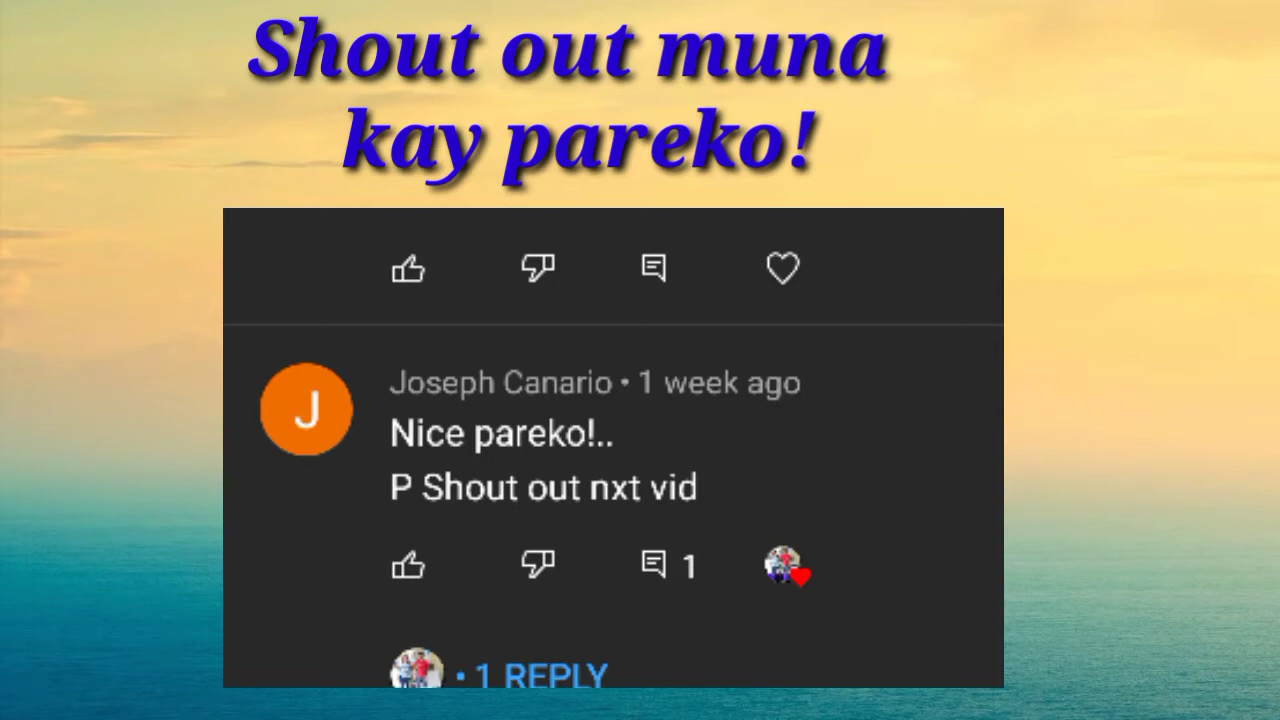 Shout out muna
kay pareko!
J
Joseph Canario • 1 week ago
Nice pareko!..
P Shout out nxt vid
1
• 1 REPLY